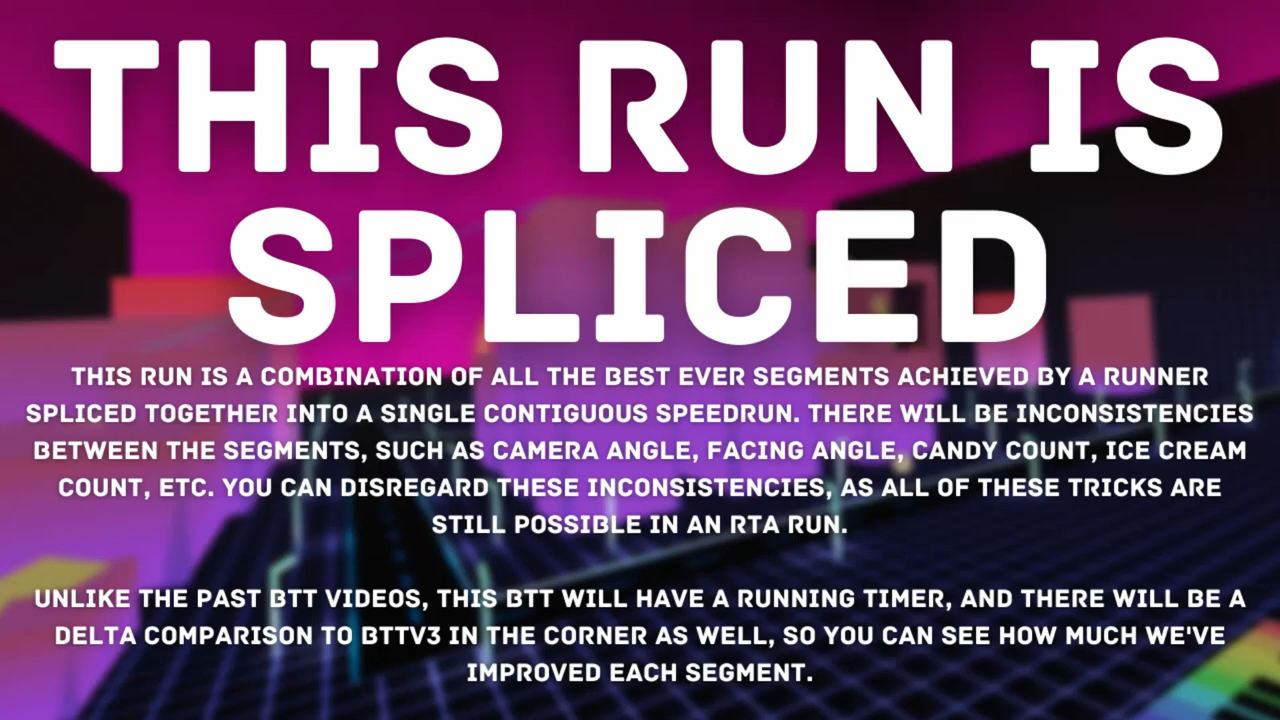 THIS RUN IS
SPLICED
THIS RUN IS A COMBINATION OF ALL THE BEST EVER SEGMENTS ACHIEVED BY A RUNNER
SPLICED TOGETHER INTO A SINGLE CONTIGUOUS SPEEDRUN. THERE WILL BE INCONSISTENCIES
BETWEEN THE SEGMENTS, SUCH AS CAMERA ANGLE, FACING ANGLE, CANDY COUNT, ICE CREAM
COUNT, ETC. YOU CAN DISREGARD THESE INCONSISTENCIES, AS ALL OF THESE TRICKS ARE
STILL POSSIBLE IN AN RTA RUN.
UNLIKE THE PAST BTT VIDEOS, THIS BTT WILL HAVE A RUNNING TIMER, AND THERE WILL BE A
DELTA COMPARISON TO BTTV3 IN THE CORNER AS WELL, SO YOU CAN SEE HOW MUCH WE'VE
IMPROVED EACH SEGMENT.